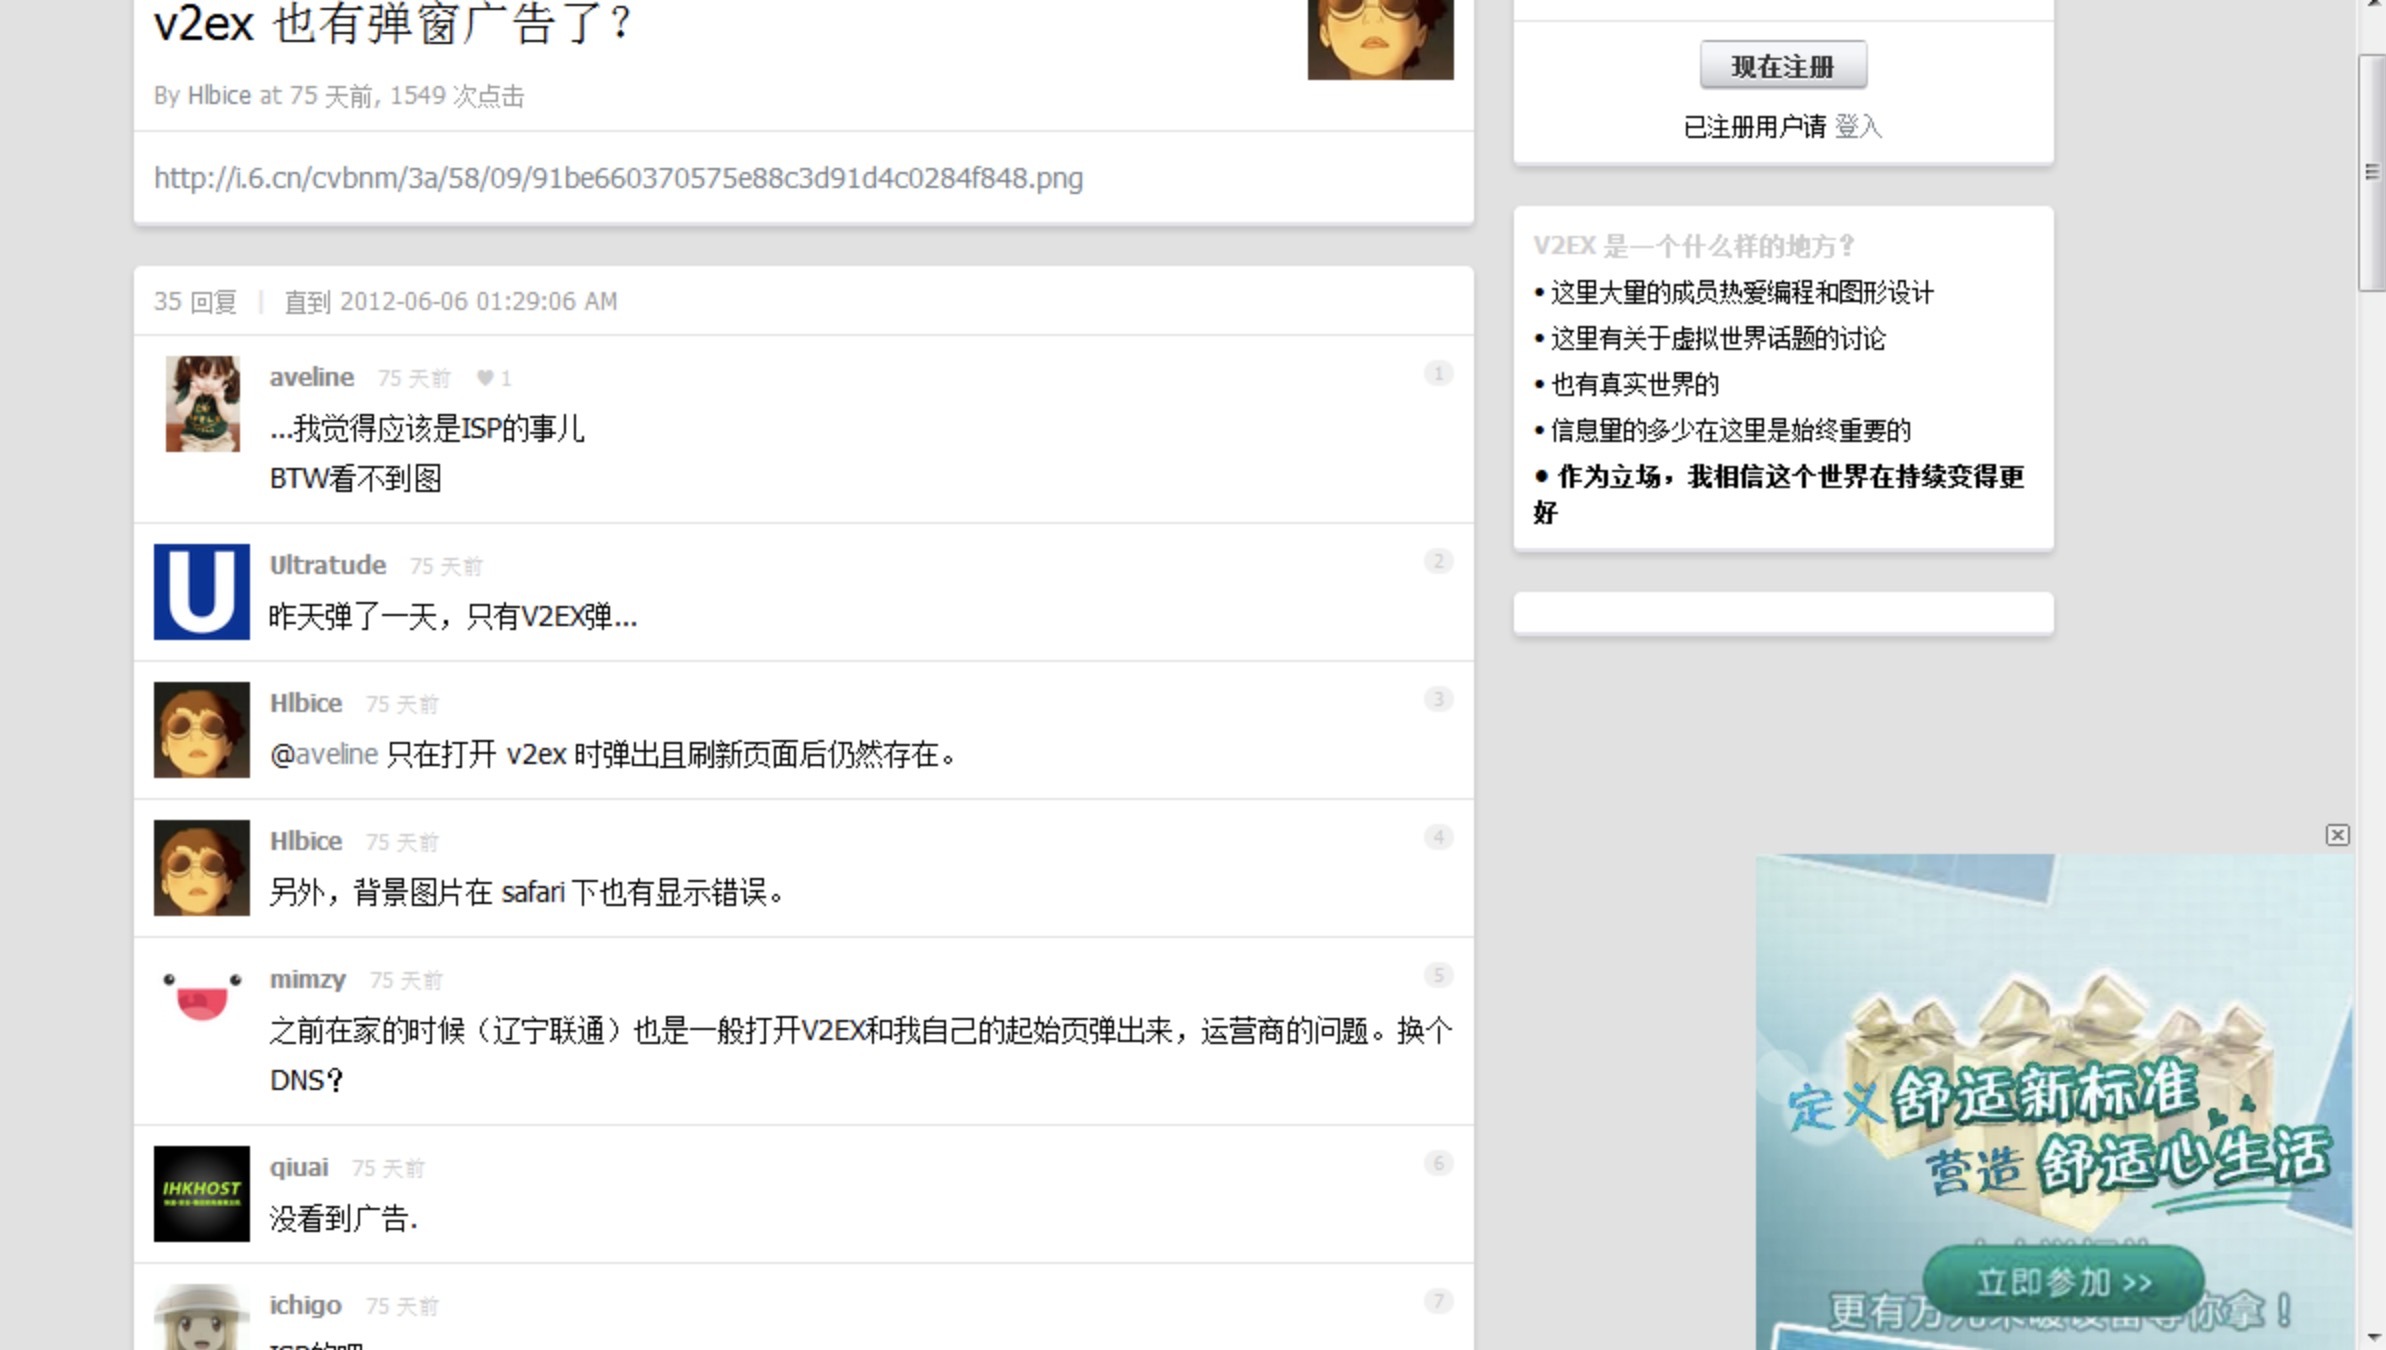 v2ex 也有弹窗广告了？
By Hlbice at 75 天前, 1549 次点击
http://i.6.cn/cvbnm/3a/58/09/91be660370575e88c3d91d4c0284f848.png
35 回复 | 直到 2012-06-06 01:29:06 AM
aveline 75 天前 ♥ 1
1
...我觉得应该是ISP的事儿
BTW看不到图
Ultratude 75 天前
2
昨天弹了一天，只有V2EX弹...
Hlbice 75 天前
3
@aveline 只在打开 v2ex 时弹出且刷新页面后仍然存在。
Hlbice 75 天前
4
另外，背景图片在 safari 下也有显示错误。
mimzy 75 天前
5
之前在家的时候（辽宁联通）也是一般打开V2EX和我自己的起始页弹出来，运营商的问题。换个
DNS？
IHKHOST
qiuai 75 天前
6
没看到广告.
ichigo 75 天前
7
ISP的吧
现在注册
已注册用户请 登入
V2EX 是一个什么样的地方？
• 这里大量的成员热爱编程和图形设计
• 这里有关于虚拟世界话题的讨论
• 也有真实世界的
• 信息量的多少在这里是始终重要的
• 作为立场，我相信这个世界在持续变得更
好
定义舒适新标准
营造 舒适心生活
立即参加 >>
更有万 你拿！